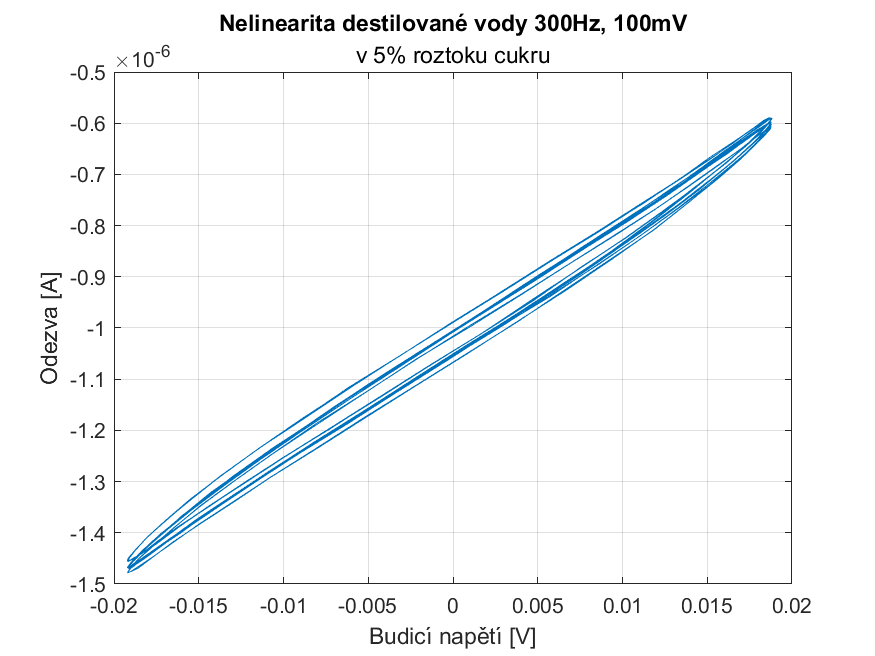 Nelinearita destilované vody 300Hz, 100mV
v 5% roztoku cukru
×10-6
-0.5
-0.6
-0.7
-0.8
-0.9
-1
-1.1
-1.2
-1.3
-1.4
-1.5
Odezva [A]
-0.02 -0.015 -0.01 -0.005 0 0.005 0.01 0.015 0.02
Budicí napětí [V]